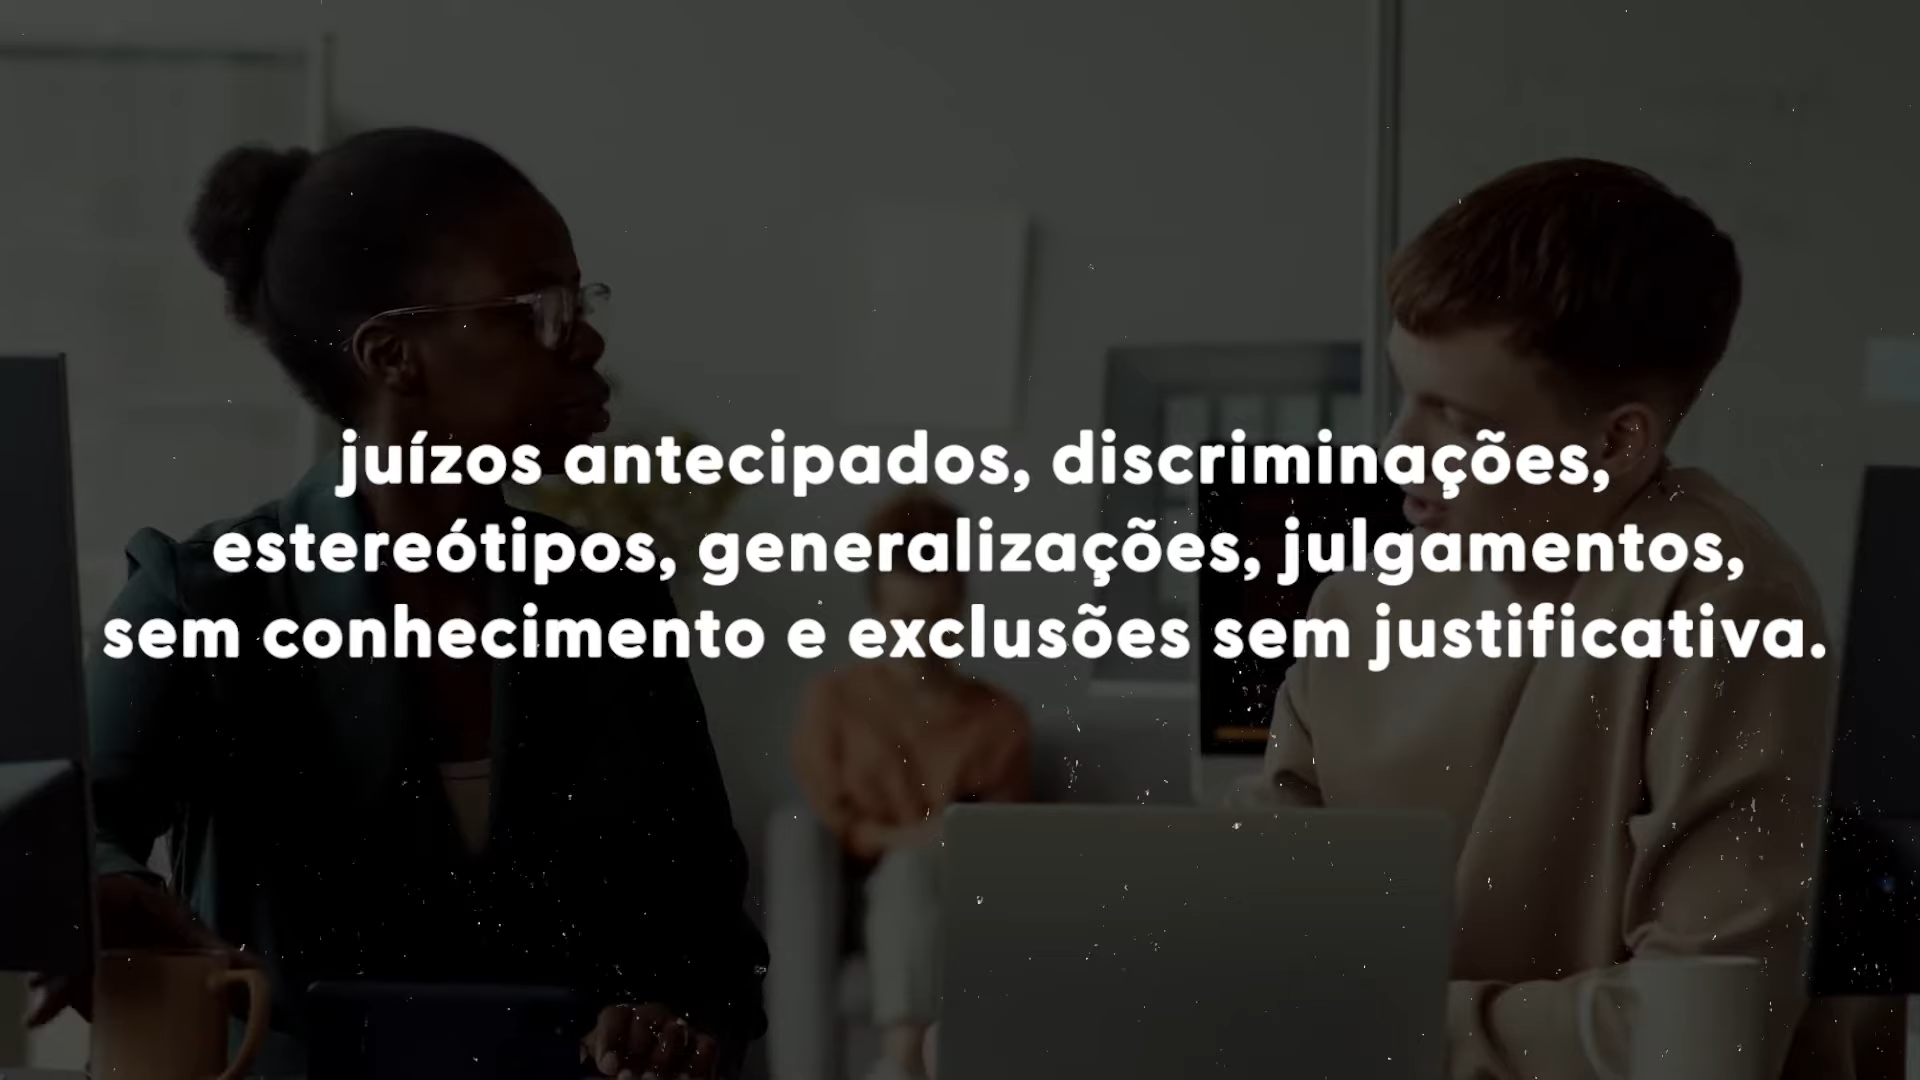 juízos antecipados, discriminações,
estereótipos, generalizações, julgamentos,
sem conhecimento e exclusões sem justificativa.